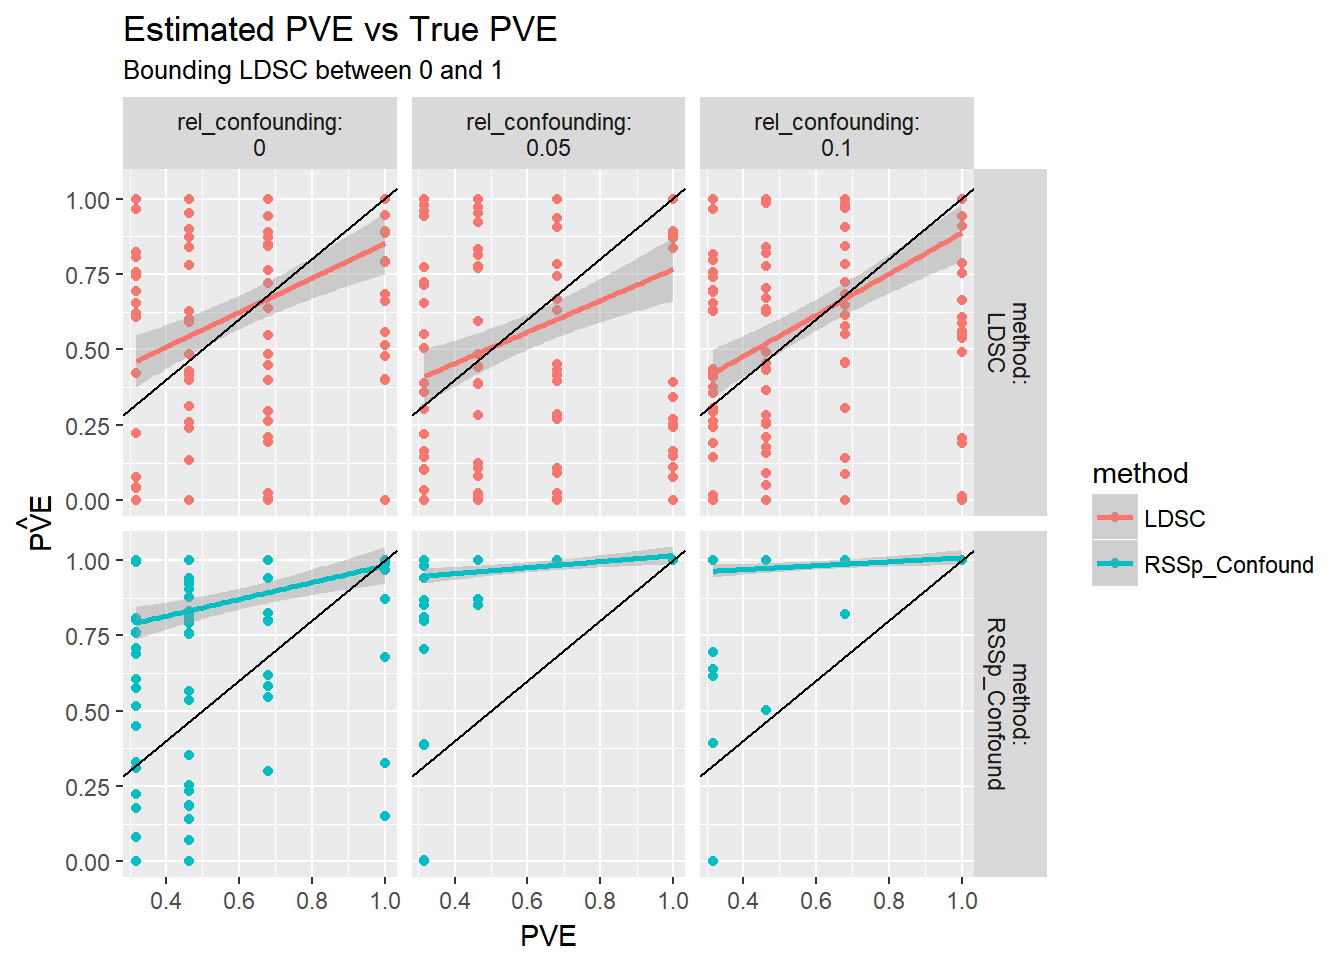 Estimated PVE vs True PVE
Bounding LDSC between 0 and 1
rel_confounding:
0
rel_confounding:
0.05
rel_confounding:
0.1
1.00
0.75
0.50
0.25
0.00
method:
LDSC
1.00
0.75
0.50
0.25
0.00
method:
RSSp_Confound
0.4 0.6 0.8 1.0
0.4 0.6 0.8 1.0
0.4 0.6 0.8 1.0
PVE
PV̂E
method
LDSC
RSSp_Confound